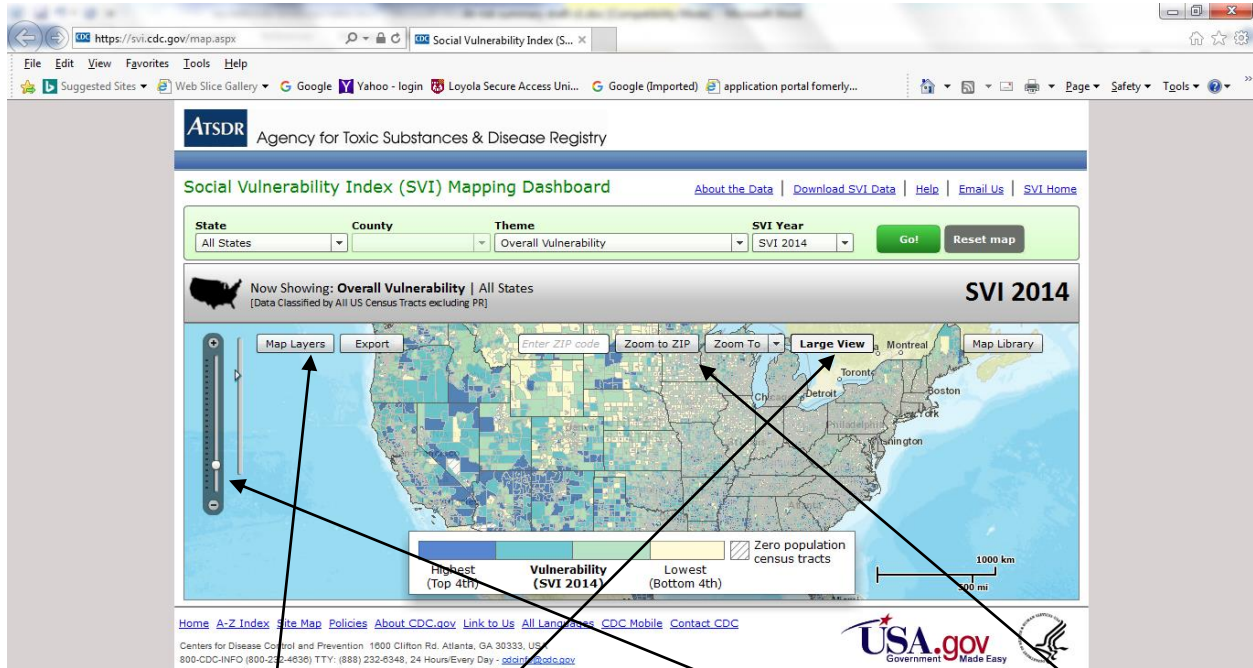 https://svi.cdc.gov/map.aspx
Social Vulnerability Index (S...
File Edit View Favorites Tools Help
Suggested Sites Web Slice Gallery Google Yahoo - login Loyola Secure Access Uni... Google (Imported) application portal fomerly... Page Safety Tools
ATSDR Agency for Toxic Substances & Disease Registry
Social Vulnerability Index (SVI) Mapping Dashboard About the Data | Download SVI Data | Help | Email Us | SVI Home
State County Theme SVI Year
All States Overall Vulnerability SVI 2014 Go! Reset map
Now Showing: Overall Vulnerability | All States SVI 2014
[Data Classified by All US Census Tracts excluding PR]
Map Layers Export Enter ZIP code Zoom to ZIP Zoom To Large View Montreal Map Library
Toronto
Detroit Boston
Philadelphia
Denver
Zero population
census tracts
Highest Vulnerability Lowest
(Top 4th) (SVI 2014) (Bottom 4th)
1000 km
500 mi
Home A-Z Index Site Map Policies About CDC.gov Link to Us All Languages CDC Mobile Contact CDC
Centers for Disease Control and Prevention 1600 Clifton Rd. Atlanta, GA 30333, USA
800-CDC-INFO (800-232-4636) TTY: (888) 232-6348, 24 Hours/Every Day - cdcinfo@cdc.gov
USA.gov
Government Made Easy